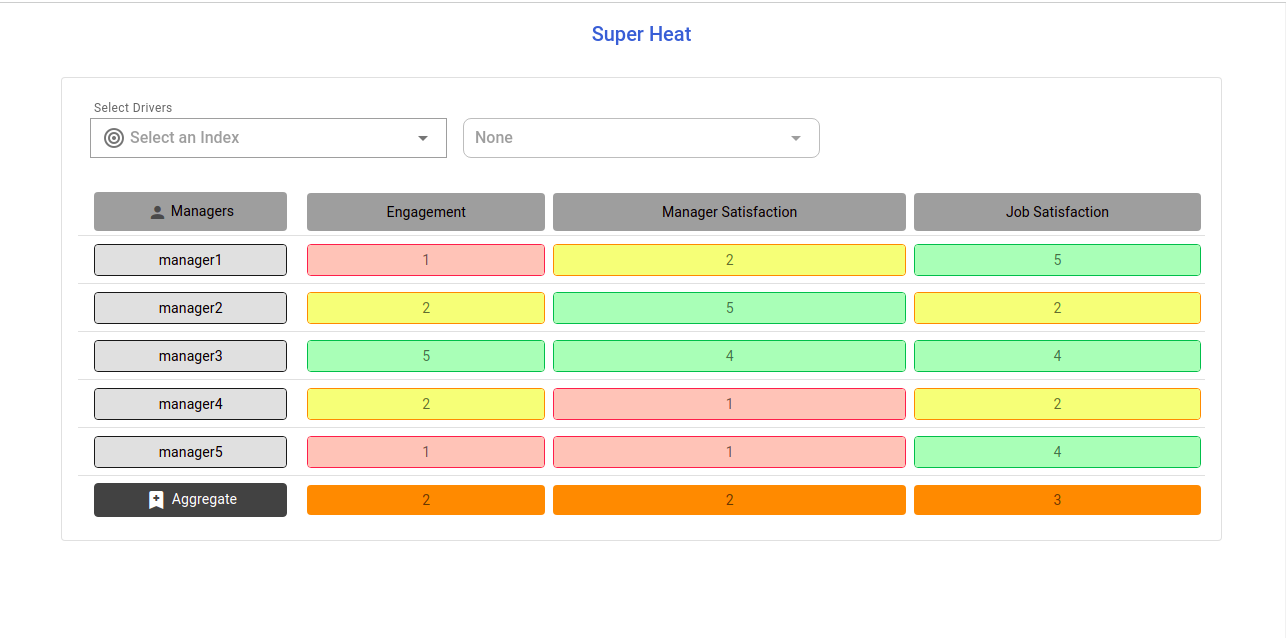 Super Heat
Select Drivers
Select an Index None
Managers Engagement Manager Satisfaction Job Satisfaction
manager1 1 2 5
manager2 2 5 2
manager3 5 4 4
manager4 2 1 2
manager5 1 1 4
Aggregate 2 2 3